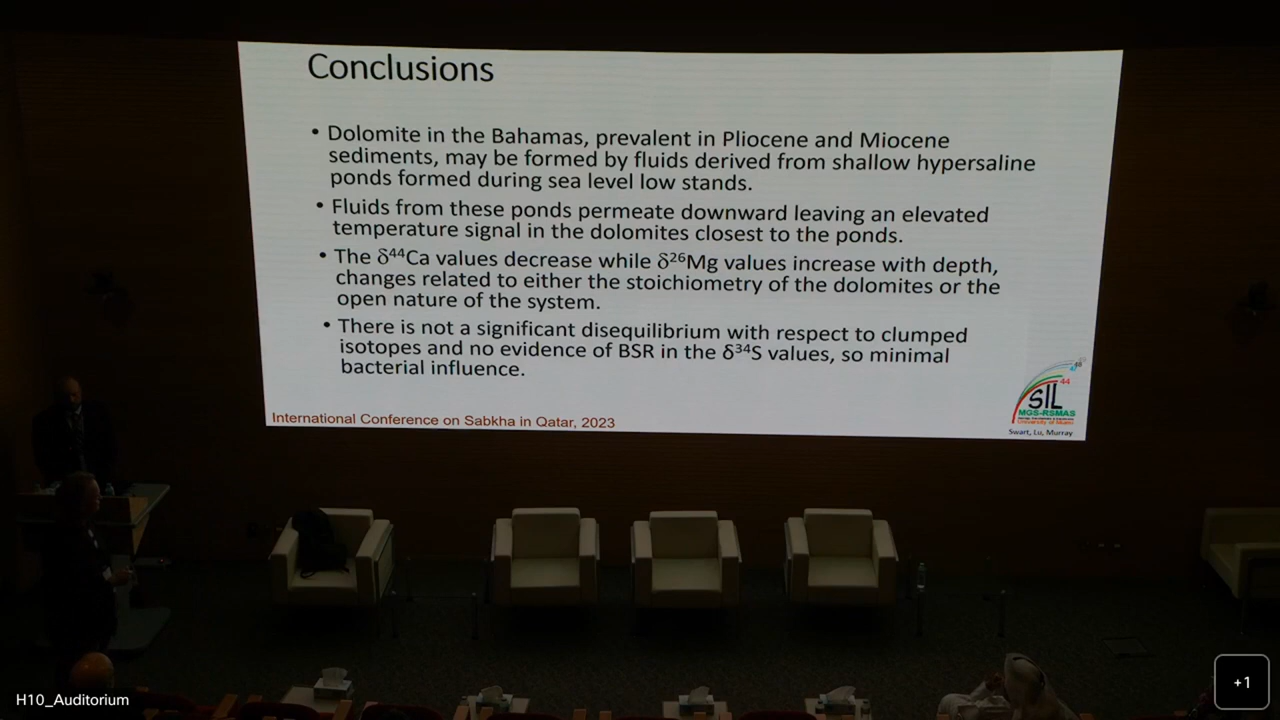 Conclusions
• Dolomite in the Bahamas, prevalent in Pliocene and Miocene
sediments, may be formed by fluids derived from shallow hypersaline
ponds formed during sea level low stands.
• Fluids from these ponds permeate downward leaving an elevated
temperature signal in the dolomites closest to the ponds.
• The δ⁴⁴Ca values decrease while δ²⁶Mg values increase with depth,
changes related to either the stoichiometry of the dolomites or the
open nature of the system.
• There is not a significant disequilibrium with respect to clumped
isotopes and no evidence of BSR in the δ³⁴S values, so minimal
bacterial influence.
International Conference on Sabkha in Qatar, 2023
44
SIL
MGS-RSMAS
University of Miami
Swart, Lu, Murray
H10_Auditorium
+1